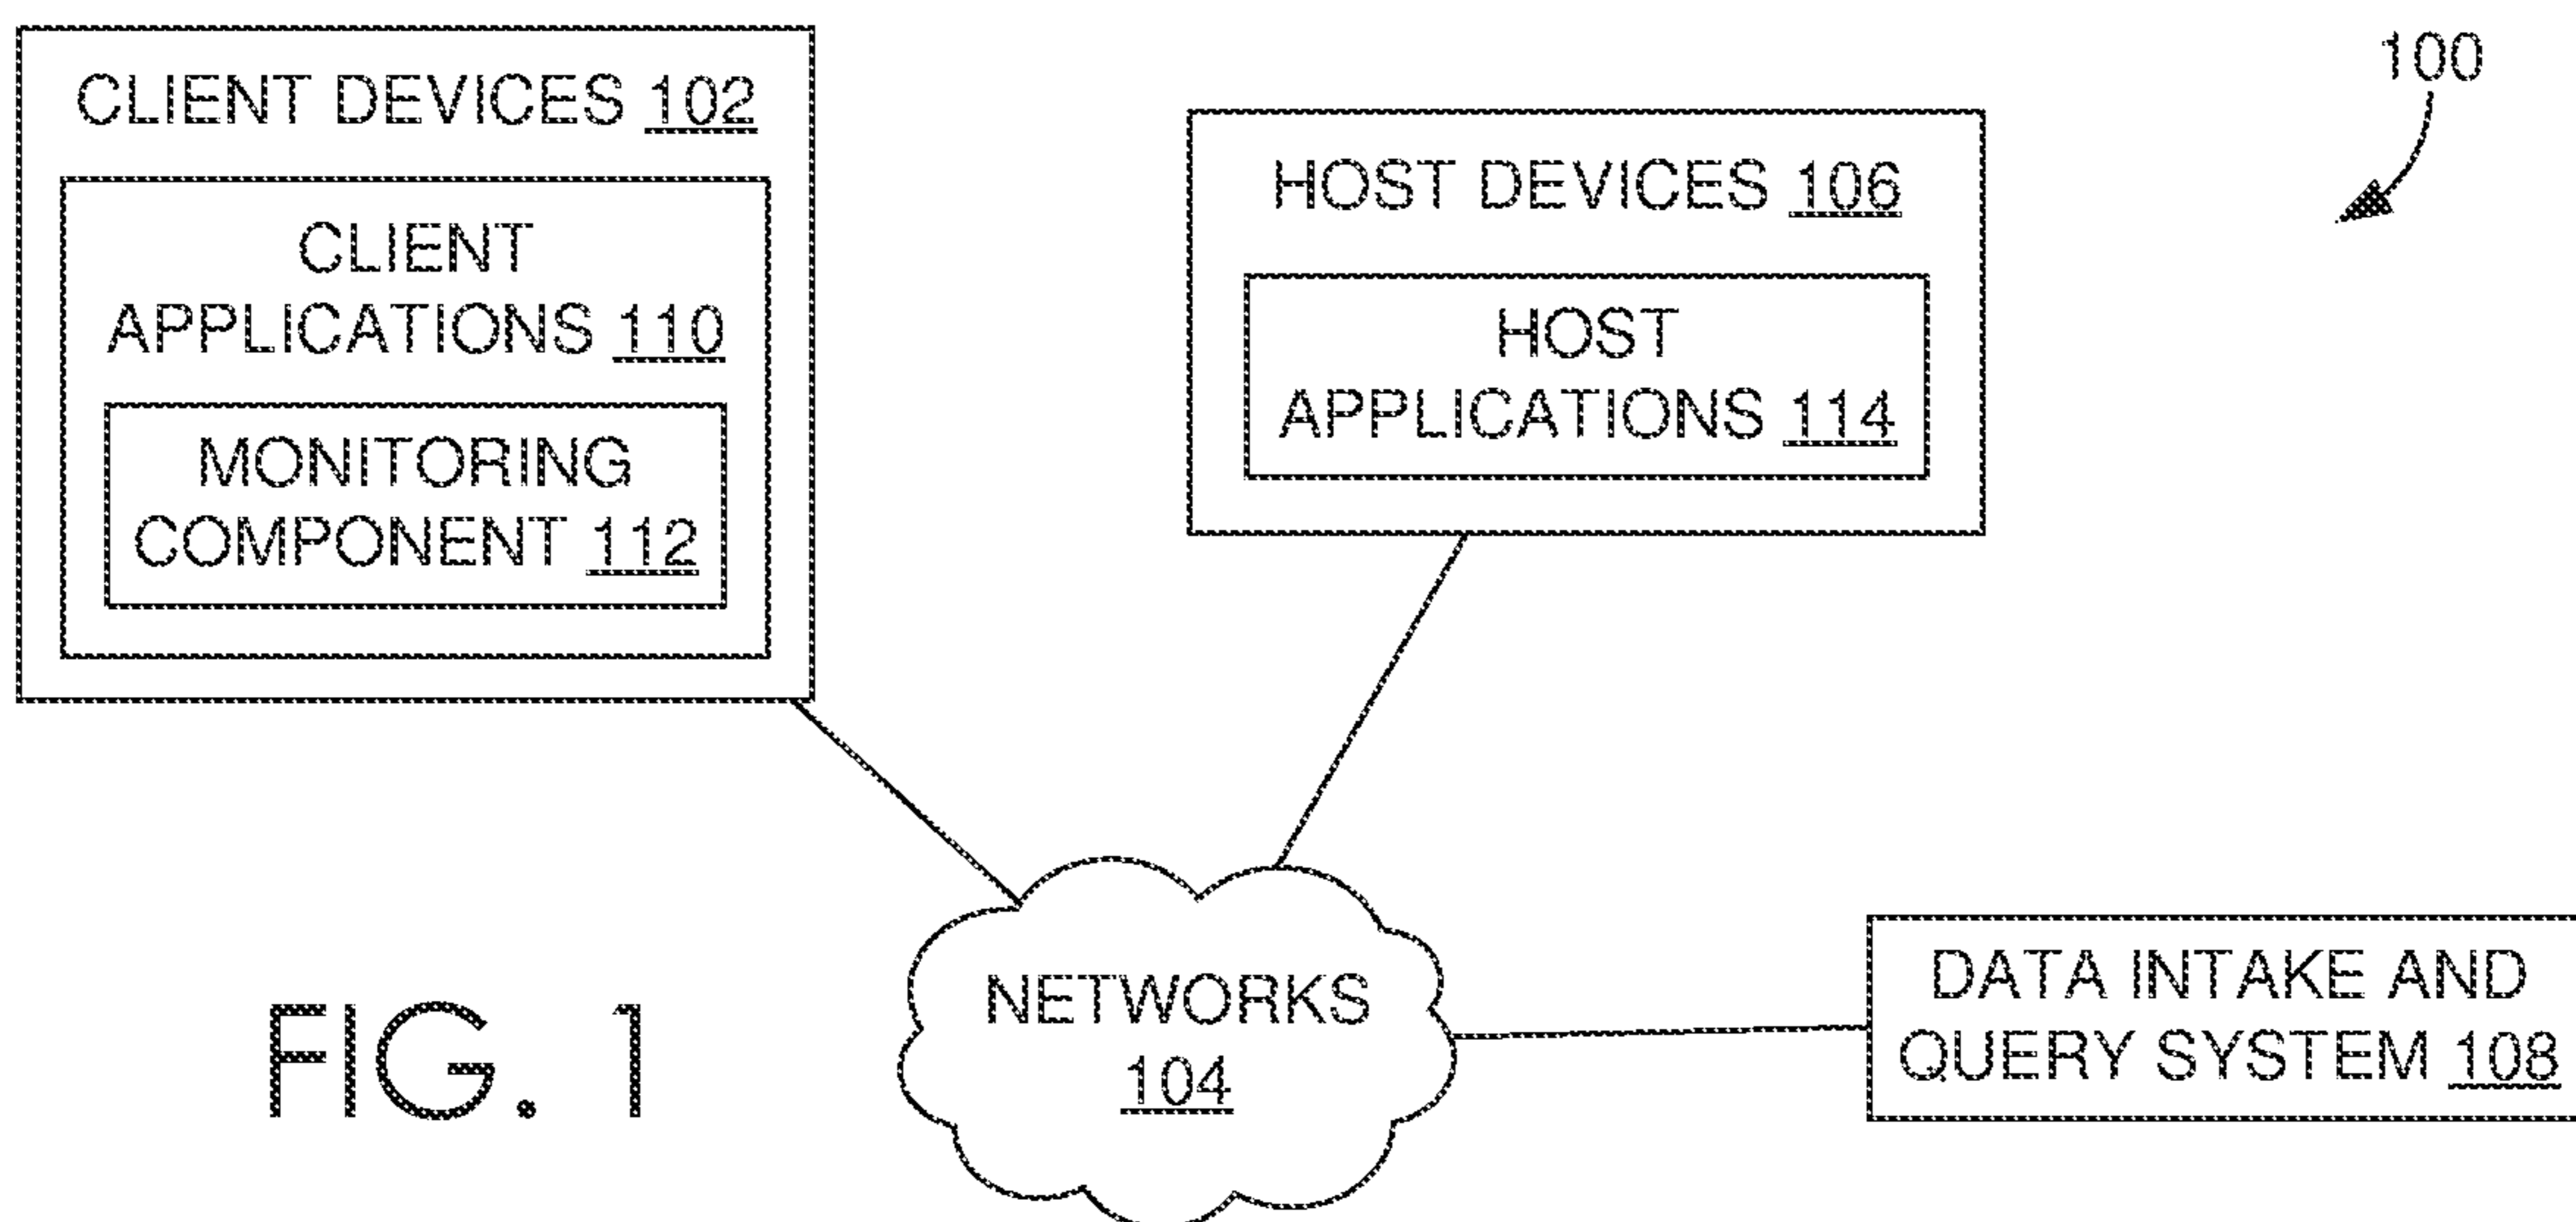 CLIENT DEVICES 102
CLIENT
APPLICATIONS 110
MONITORING
COMPONENT 112
HOST DEVICES 106
HOST
APPLICATIONS 114
100
NETWORKS
104
DATA INTAKE AND
QUERY SYSTEM 108
FIG. 1